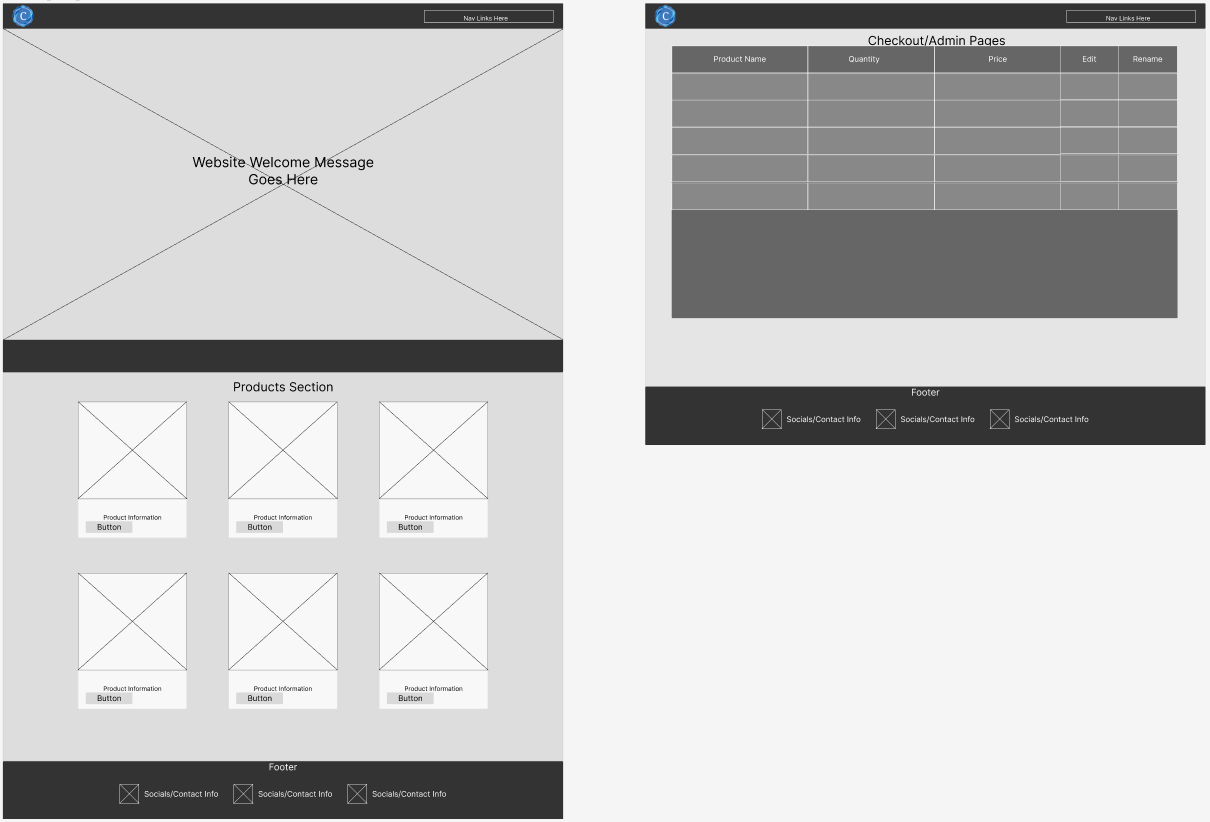 C
Nav Links Here
Website Welcome Message
Goes Here
Products Section
Product Information
Button
Product Information
Button
Product Information
Button
Product Information
Button
Product Information
Button
Product Information
Button
Footer
Socials/Contact Info
Socials/Contact Info
Socials/Contact Info
C
Nav Links Here
Checkout/Admin Pages
Product Name Quantity Price Edit Rename
Footer
Socials/Contact Info
Socials/Contact Info
Socials/Contact Info